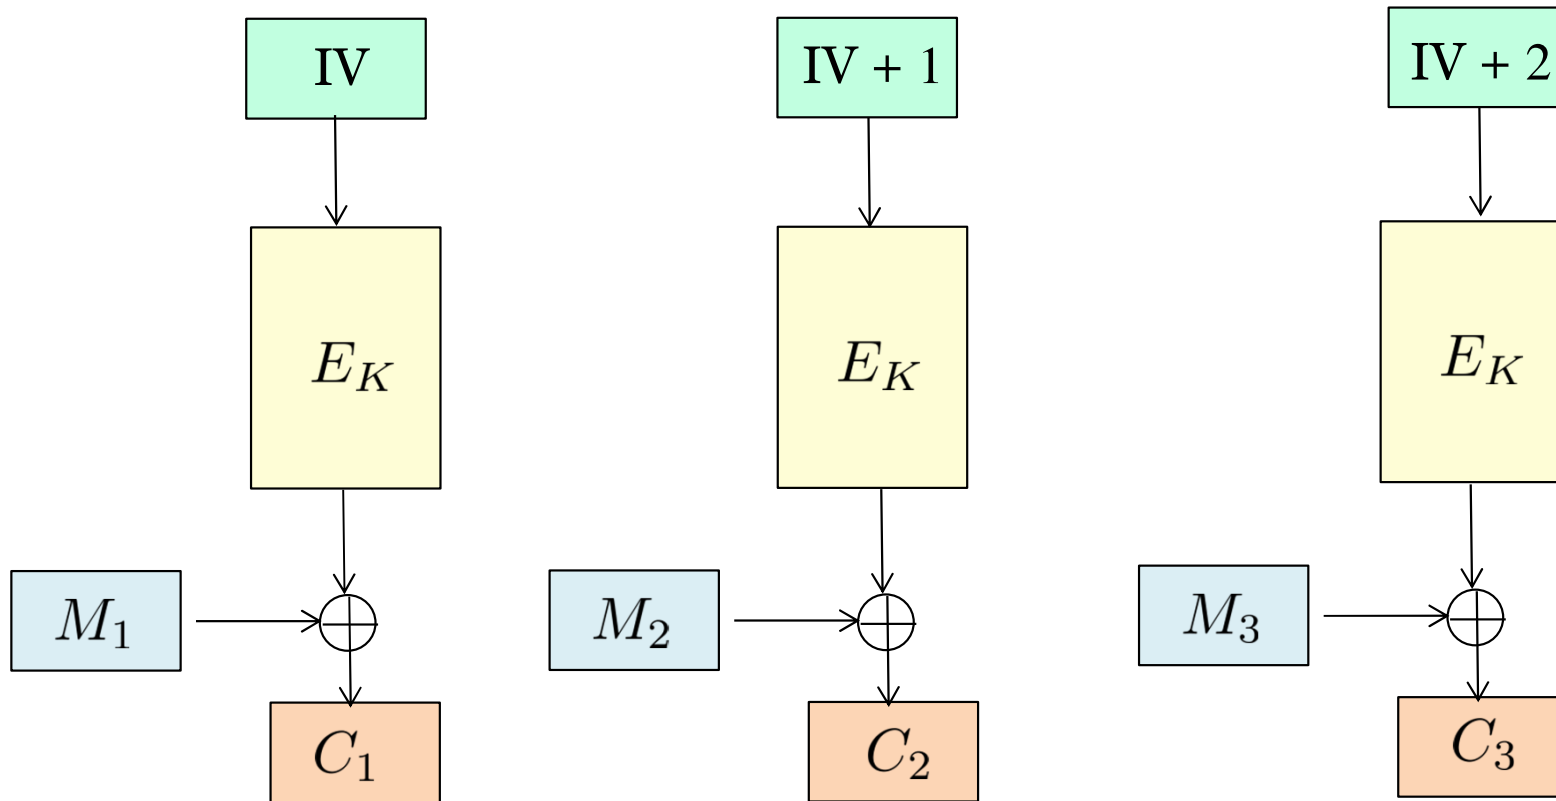 IV
IV + 1
IV + 2
E_K
E_K
E_K
M_1
M_2
M_3
C_1
C_2
C_3